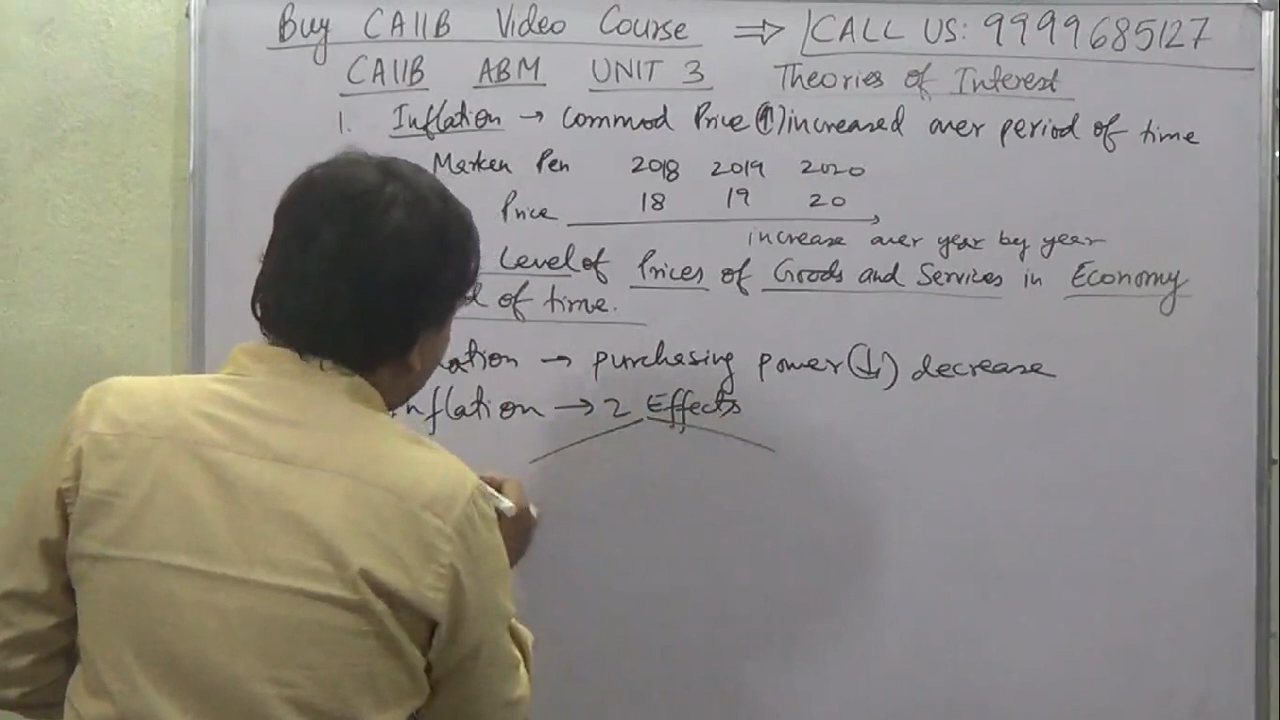 Buy CAIIB Video Course ⇒ CALL US: 9999685127
CAIIB ABM UNIT 3 Theories of Interest
1. Inflation → Commod Price (↑) increased over period of time
Marker Pen 2018 2019 2020
Price 18 19 20
increase over year by year
Level of Prices of Goods and Services in Economy
of time.
→ purchasing power (↓) decrease
Inflation → 2 Effects